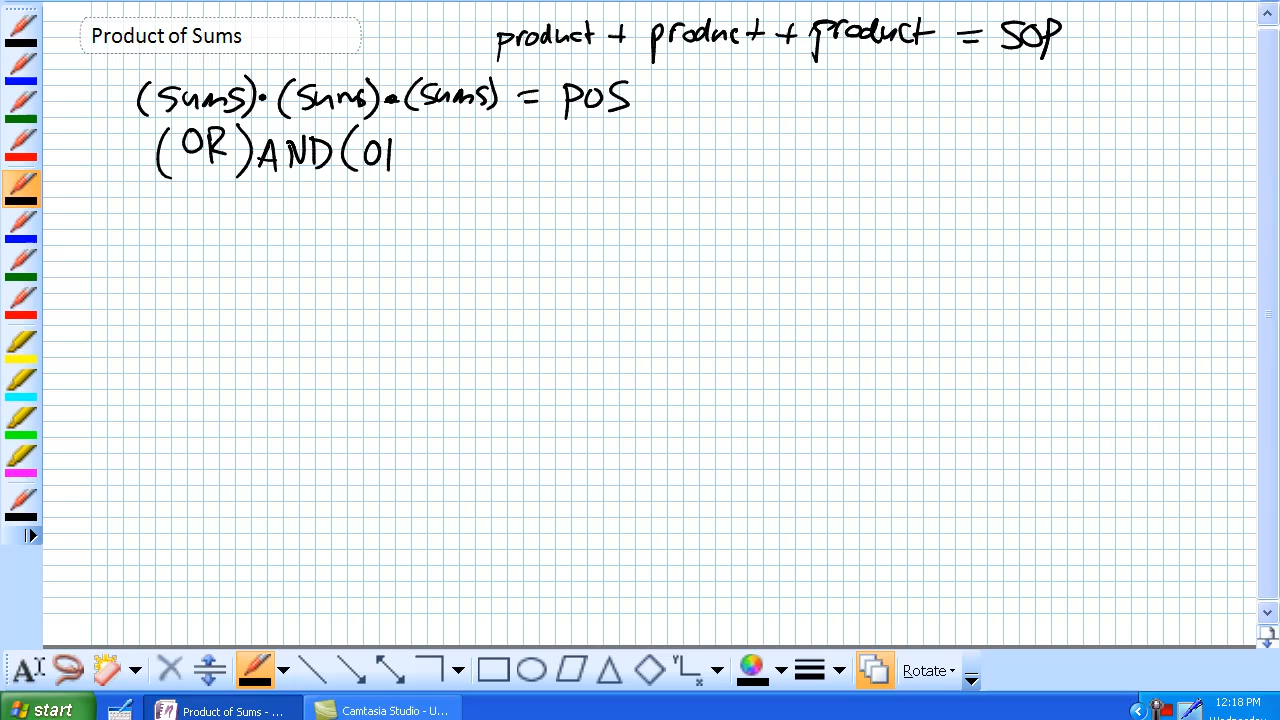 Product of Sums
product + product + product = SOP
(sums)·(sums)·(sums) = POS
(OR) AND (OI
Rotate
start
Product of Sums - ...
Camtasia Studio - U...
12:18 PM